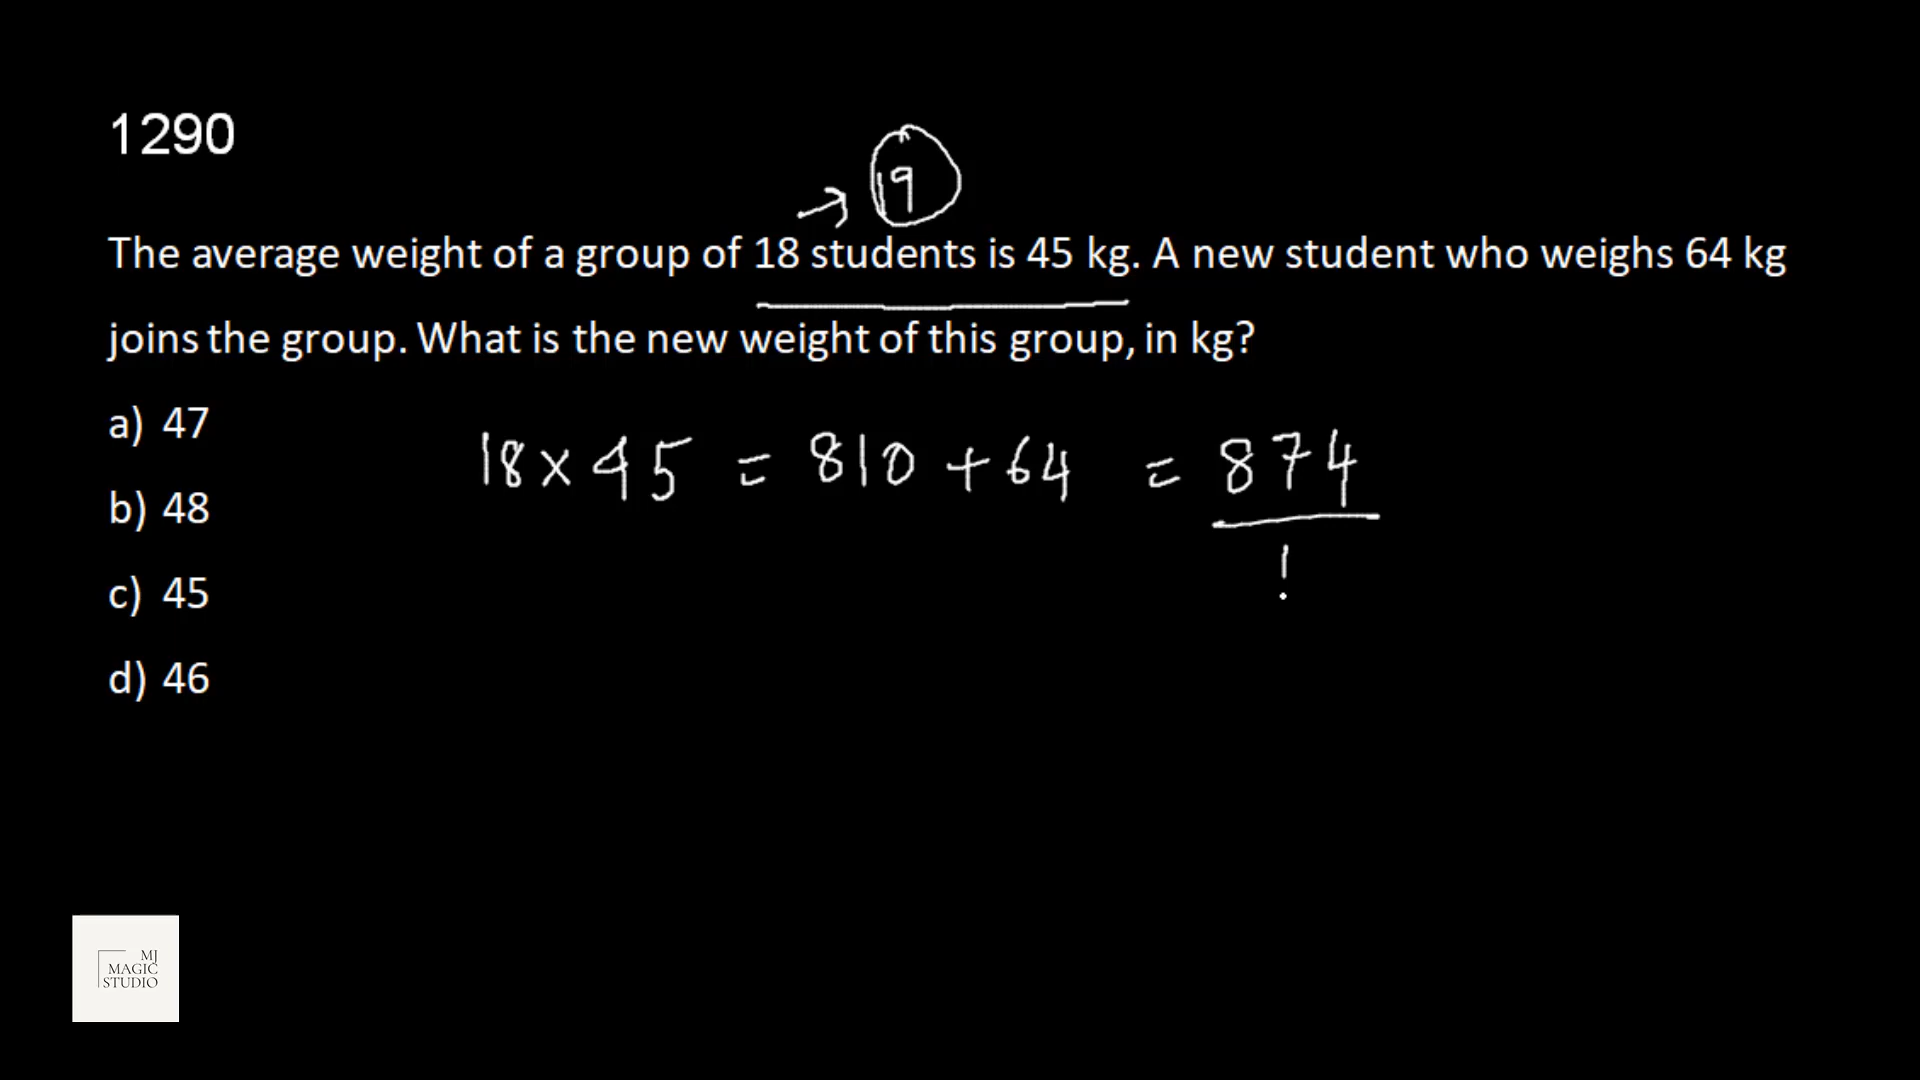 1290
19
The average weight of a group of 18 students is 45 kg. A new student who weighs 64 kg
joins the group. What is the new weight of this group, in kg?
a) 47
18 x 45 = 810 + 64 = 874
b) 48
c) 45
d) 46
MJ
MAGIC
STUDIO